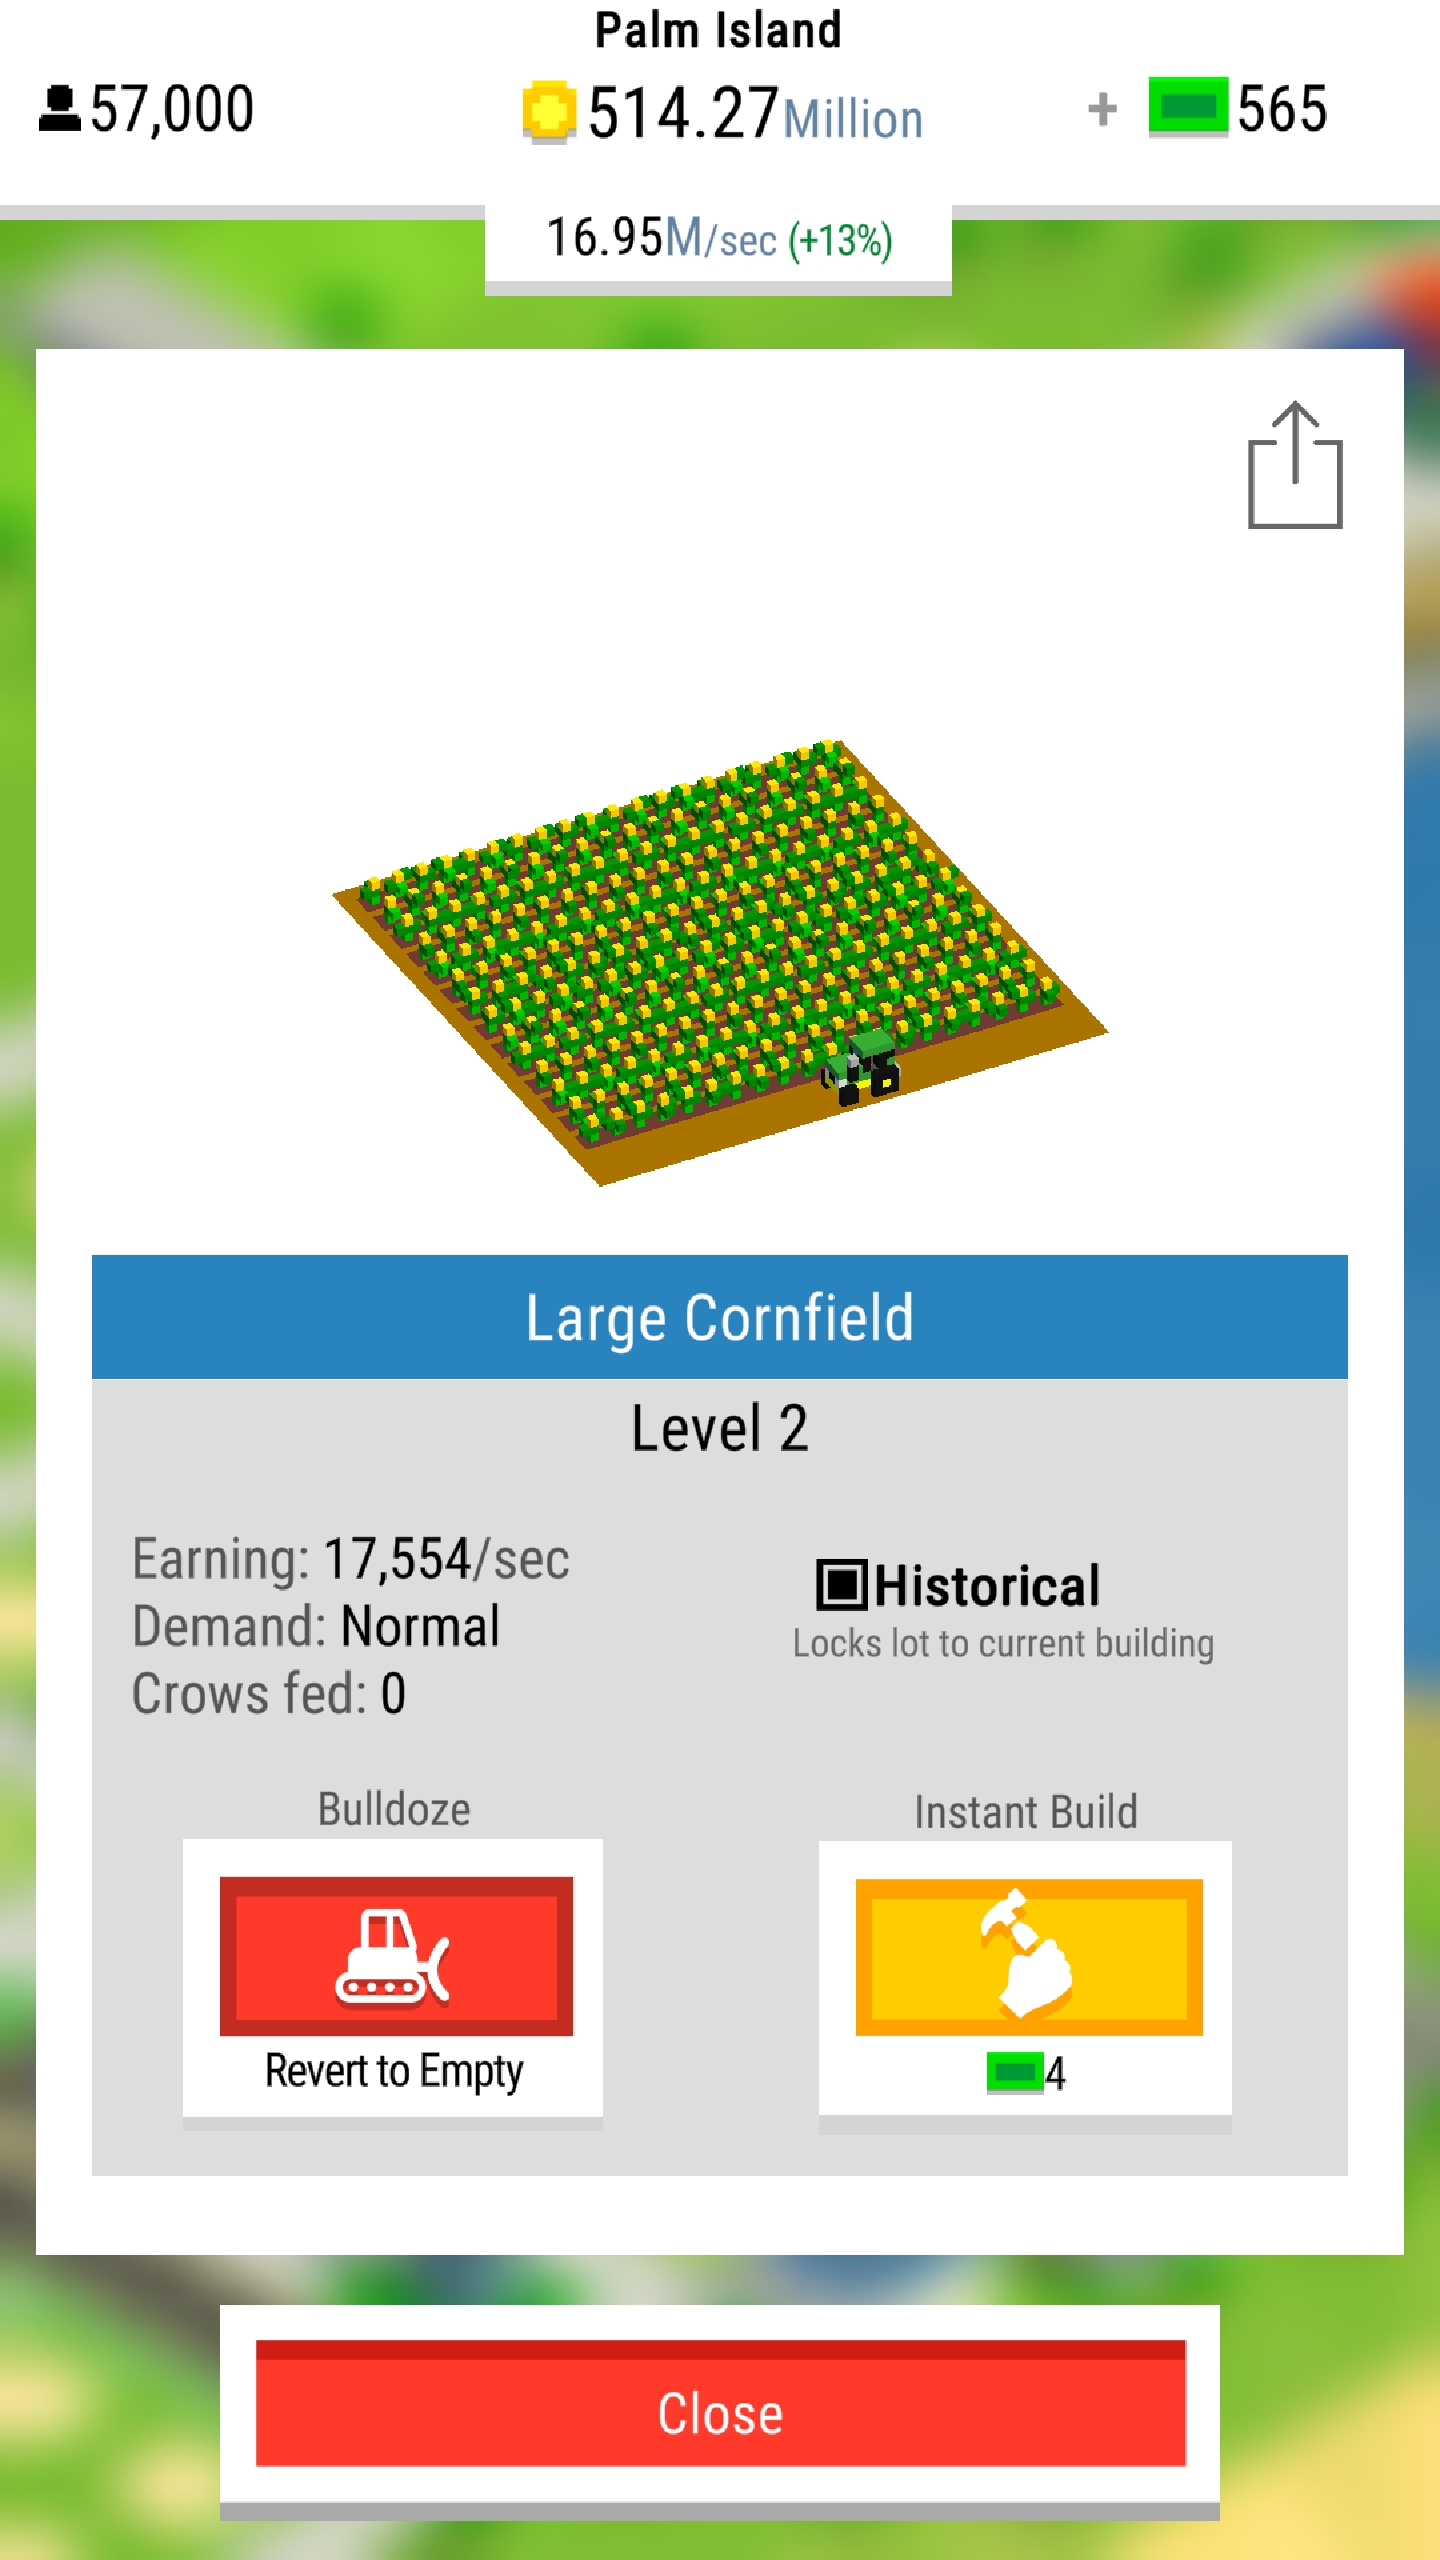 Palm Island
57,000
514.27Million
+ 565
16.95M/sec (+13%)
Large Cornfield
Level 2
Earning: 17,554/sec
Demand: Normal
Crows fed: 0
Historical
Locks lot to current building
Bulldoze
Revert to Empty
Instant Build
4
Close